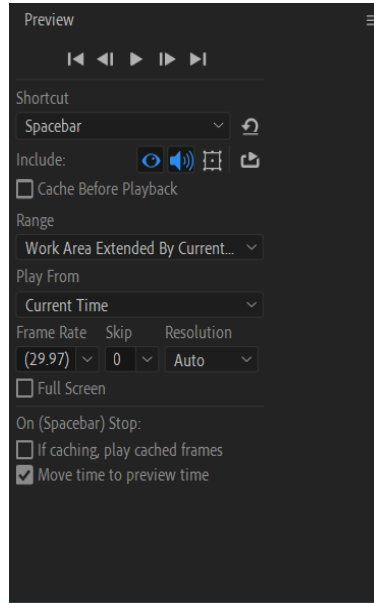 Preview
Shortcut
Spacebar
Include:
Cache Before Playback
Range
Work Area Extended By Current...
Play From
Current Time
Frame Rate Skip Resolution
(29.97) 0 Auto
Full Screen
On (Spacebar) Stop:
If caching, play cached frames
Move time to preview time